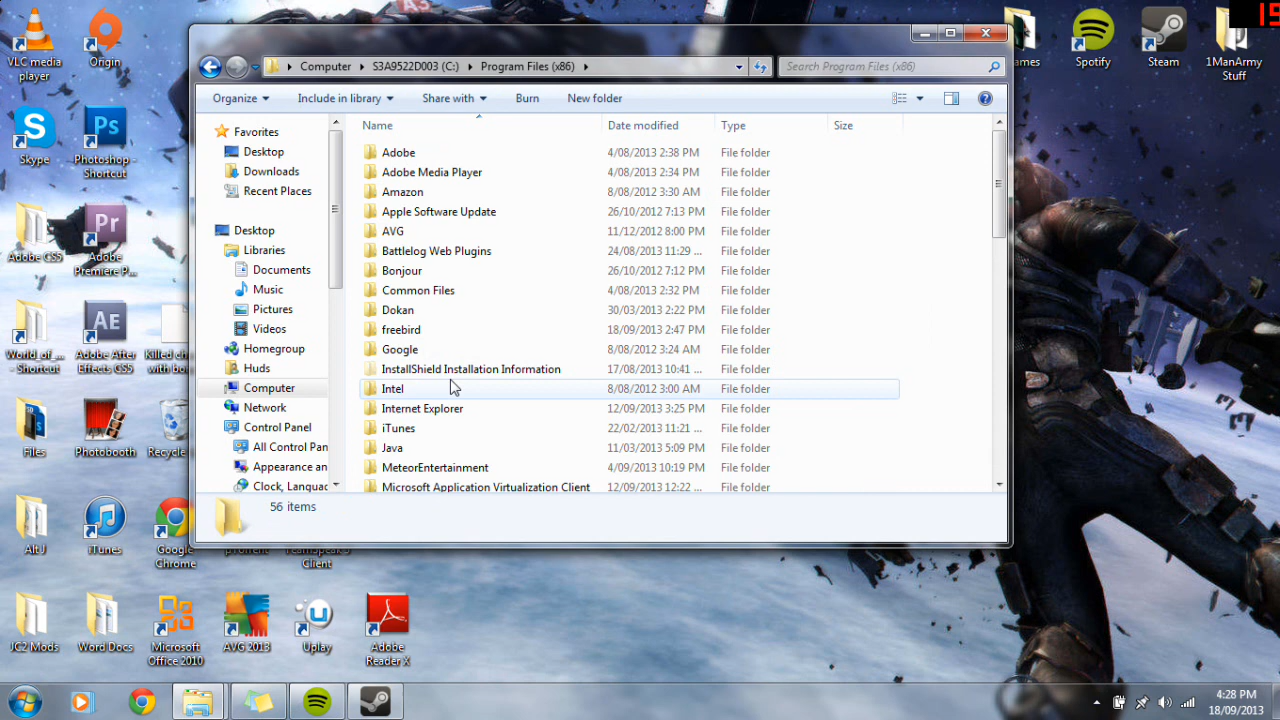 VLC media
player
Origin
Skype
Photoshop -
Shortcut
Adobe CS5
Adobe
Premiere P...
World_of_...
- Shortcut
Adobe After
Effects CS5
Files
Photobooth
Recycle
Alt J
iTunes
Google
Chrome
JC2 Mods
Word Docs
Microsoft
Office 2010
AVG 2013
Uplay
Adobe
Reader X
Client
Spotify
Steam
1ManArmy
Stuff
Computer
S3A9522D003 (C:)
Program Files (x86)
Search Program Files (x86)
Organize
Include in library
Share with
Burn
New folder
Favorites
Desktop
Downloads
Recent Places
Desktop
Libraries
Documents
Music
Pictures
Videos
Homegroup
Huds
Computer
Network
Control Panel
All Control Pan
Appearance an
Clock, Languag
Name Date modified Type Size
Adobe 4/08/2013 2:38 PM File folder
Adobe Media Player 4/08/2013 2:34 PM File folder
Amazon 8/08/2012 3:30 AM File folder
Apple Software Update 26/10/2012 7:13 PM File folder
AVG 11/12/2012 8:00 PM File folder
Battlelog Web Plugins 24/08/2013 11:29 ... File folder
Bonjour 26/10/2012 7:12 PM File folder
Common Files 4/08/2013 2:32 PM File folder
Dokan 30/03/2013 2:22 PM File folder
freebird 18/09/2013 2:47 PM File folder
Google 8/08/2012 3:24 AM File folder
InstallShield Installation Information 17/08/2013 10:41 ... File folder
Intel 8/08/2012 3:00 AM File folder
Internet Explorer 12/09/2013 3:25 PM File folder
iTunes 22/02/2013 11:21 ... File folder
Java 11/03/2013 5:09 PM File folder
MeteorEntertainment 4/09/2013 10:19 PM File folder
Microsoft Application Virtualization Client 12/09/2013 12:22 ... File folder
56 items
4:28 PM
18/09/2013